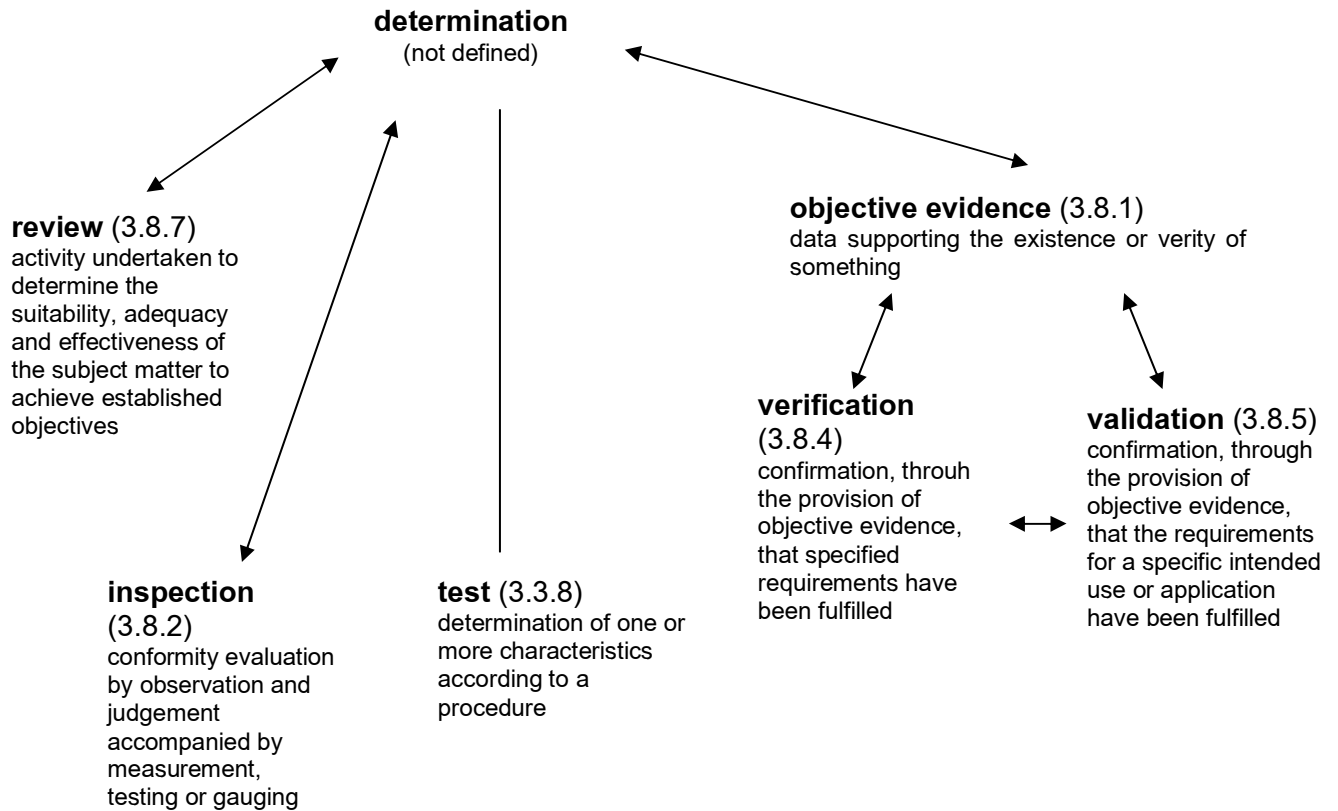 determination
(not defined)
review (3.8.7)
activity undertaken to
determine the
suitability, adequacy
and effectiveness of
the subject matter to
achieve established
objectives
objective evidence (3.8.1)
data supporting the existence or verity of
something
verification
(3.8.4)
confirmation, throuh
the provision of
objective evidence,
that specified
requirements have
been fulfilled
validation (3.8.5)
confirmation, through
the provision of
objective evidence,
that the requirements
for a specific intended
use or application
have been fulfilled
inspection
(3.8.2)
conformity evaluation
by observation and
judgement
accompanied by
measurement,
testing or gauging
test (3.3.8)
determination of one or
more characteristics
according to a
procedure